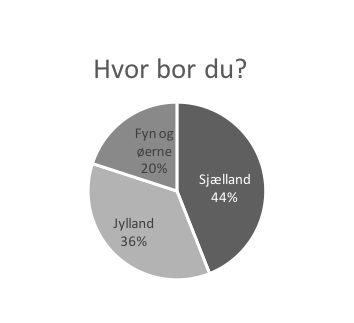 Hvor bor du?
Fyn og
øerne
20%
Sjælland
44%
Jylland
36%